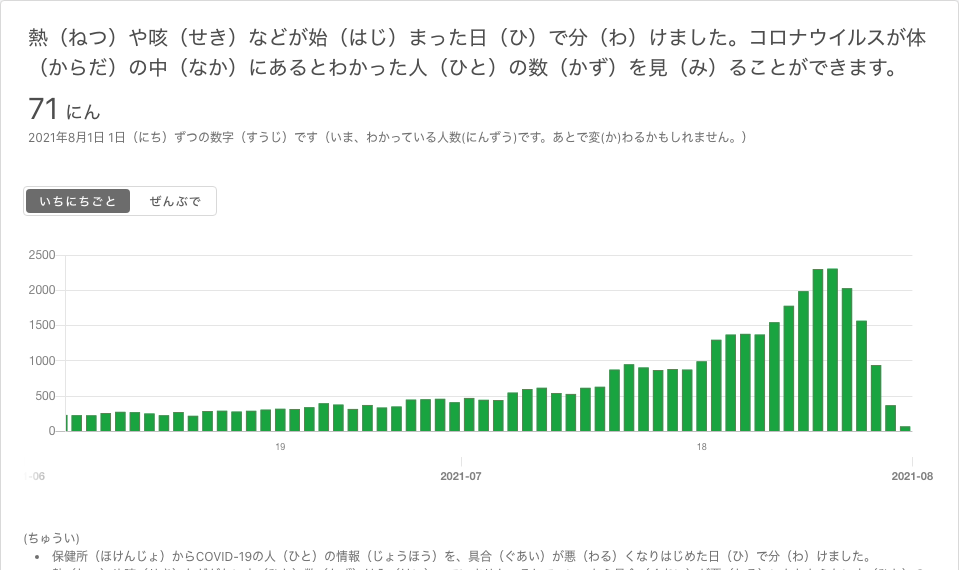 熱（ねつ）や咳（せき）などが始（はじ）まった日（ひ）で分（わ）けました。コロナウイルスが体
（からだ）の中（なか）にあるとわかった人（ひと）の数（かず）を見（み）ることができます。
71 にん
2021年8月1日 1日（にち）ずつの数字（すうじ）です（いま、わかっている人数(にんずう)です。あとで変(か)わるかもしれません。）
いちにちごと ぜんぶで
2500
2000
1500
1000
500
0
19 18
-06 2021-07 2021-08
(ちゅうい)
• 保健所（ほけんじょ）からCOVID-19の人（ひと）の情報（じょうほう）を、具合（ぐあい）が悪（わる）くなりはじめた日（ひ）で分（わ）けました。